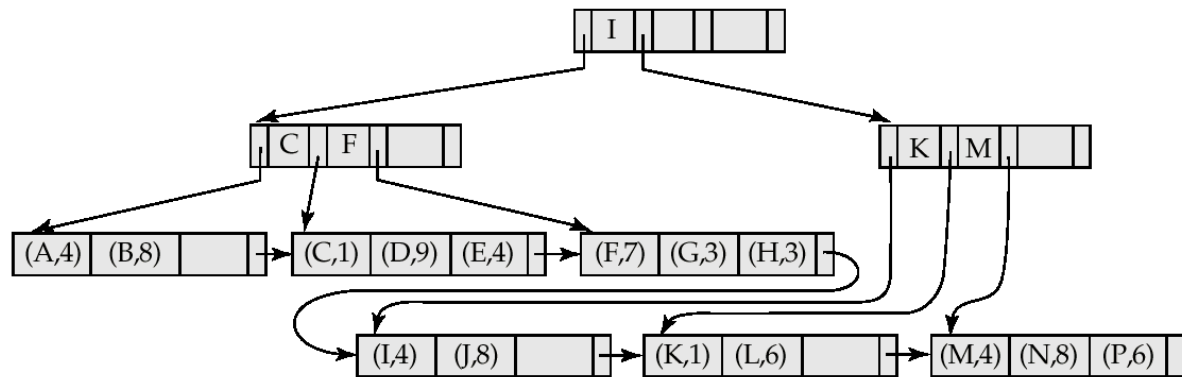 I
C F
K M
(A,4) (B,8) (C,1) (D,9) (E,4) (F,7) (G,3) (H,3)
(I,4) (J,8) (K,1) (L,6) (M,4) (N,8) (P,6)